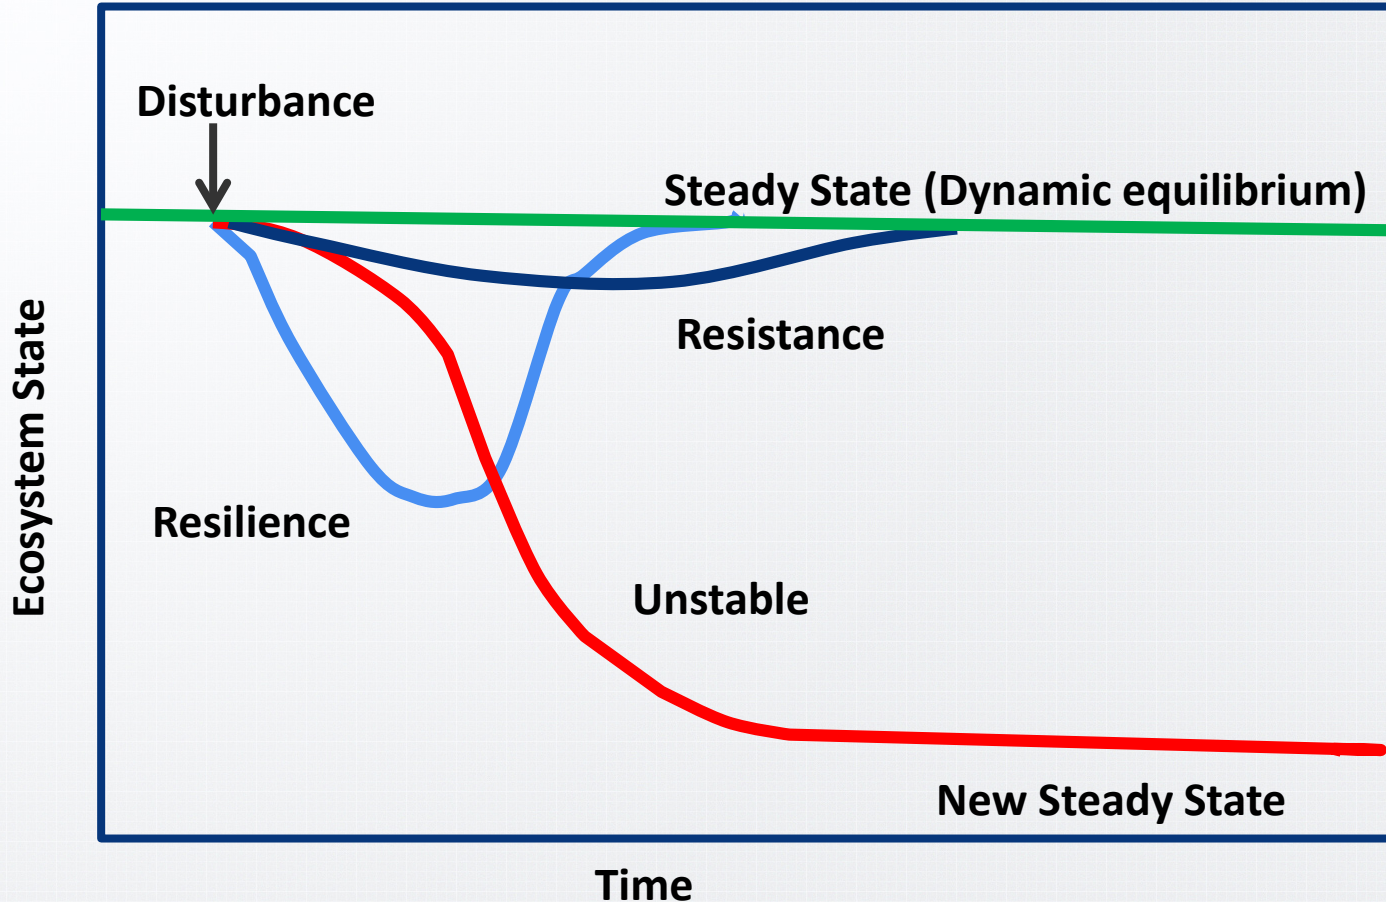 Disturbance
Steady State (Dynamic equilibrium)
Resistance
Ecosystem State
Resilience
Unstable
New Steady State
Time